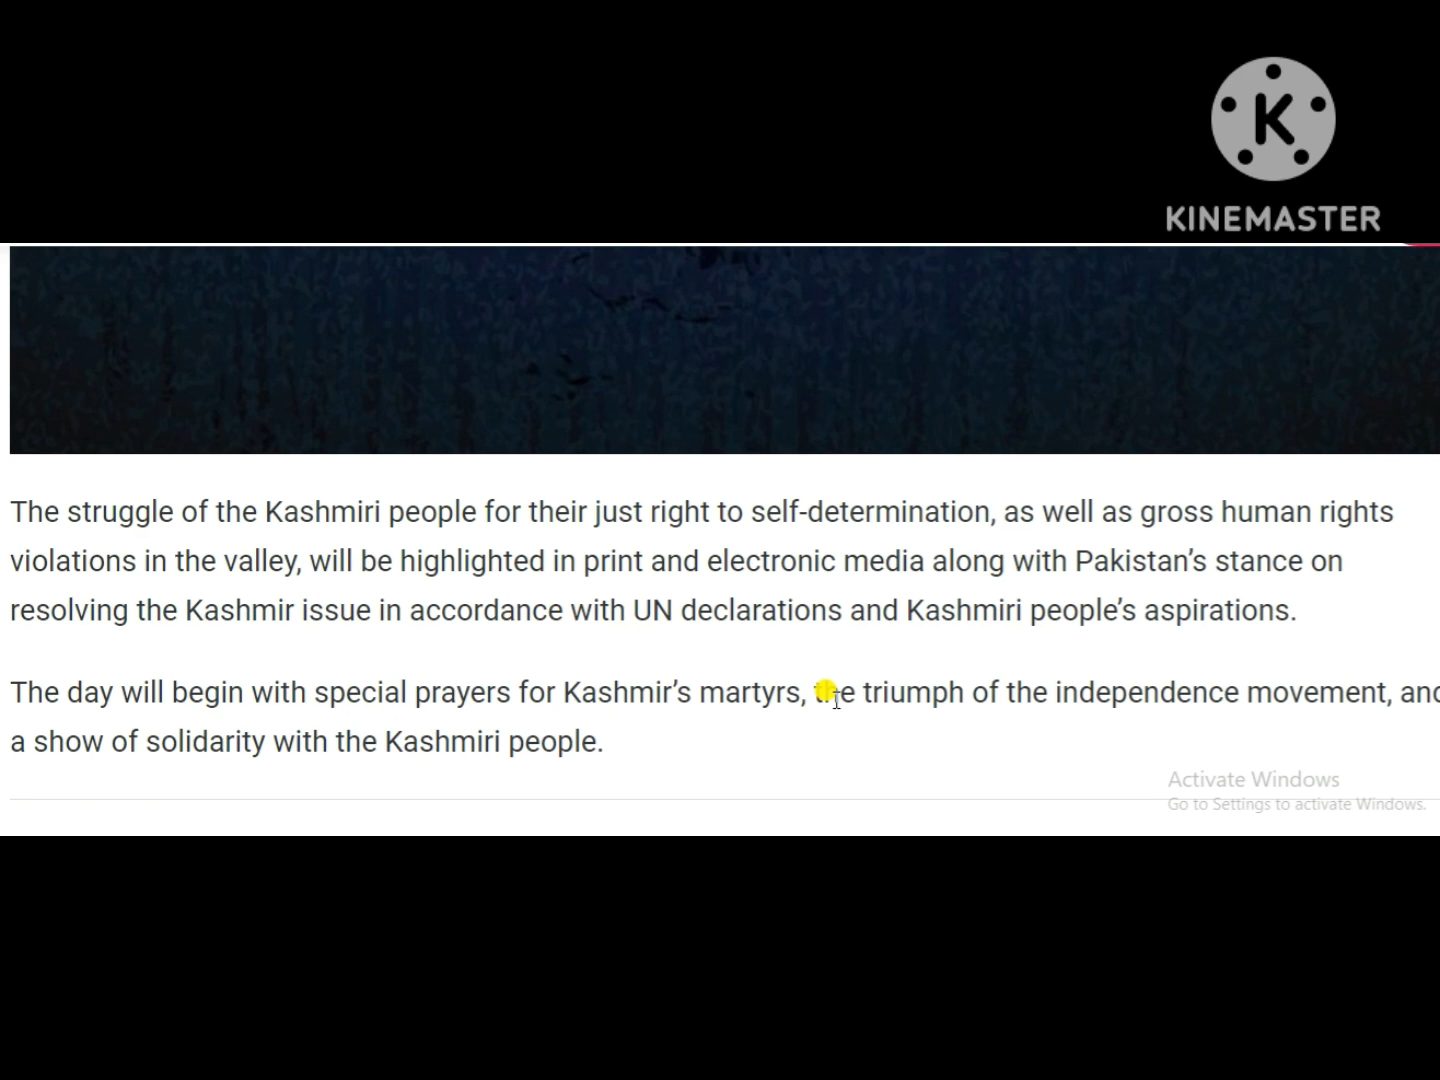 K
KINEMASTER
The struggle of the Kashmiri people for their just right to self-determination, as well as gross human rights
violations in the valley, will be highlighted in print and electronic media along with Pakistan’s stance on
resolving the Kashmir issue in accordance with UN declarations and Kashmiri people’s aspirations.
The day will begin with special prayers for Kashmir’s martyrs, the triumph of the independence movement, and
a show of solidarity with the Kashmiri people.
Activate Windows
Go to Settings to activate Windows.